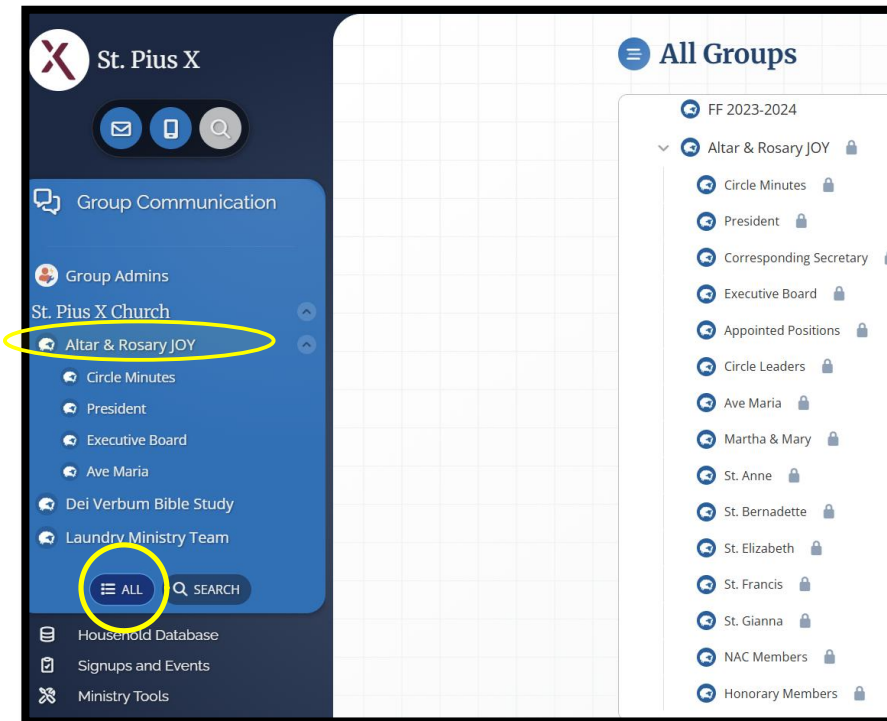 St. Pius X
Group Communication
Group Admins
St. Pius X Church
Altar & Rosary JOY
Circle Minutes
President
Executive Board
Ave Maria
Dei Verbum Bible Study
Laundry Ministry Team
ALL
SEARCH
Household Database
Signups and Events
Ministry Tools
All Groups
FF 2023-2024
Altar & Rosary JOY
Circle Minutes
President
Corresponding Secretary
Executive Board
Appointed Positions
Circle Leaders
Ave Maria
Martha & Mary
St. Anne
St. Bernadette
St. Elizabeth
St. Francis
St. Gianna
NAC Members
Honorary Members